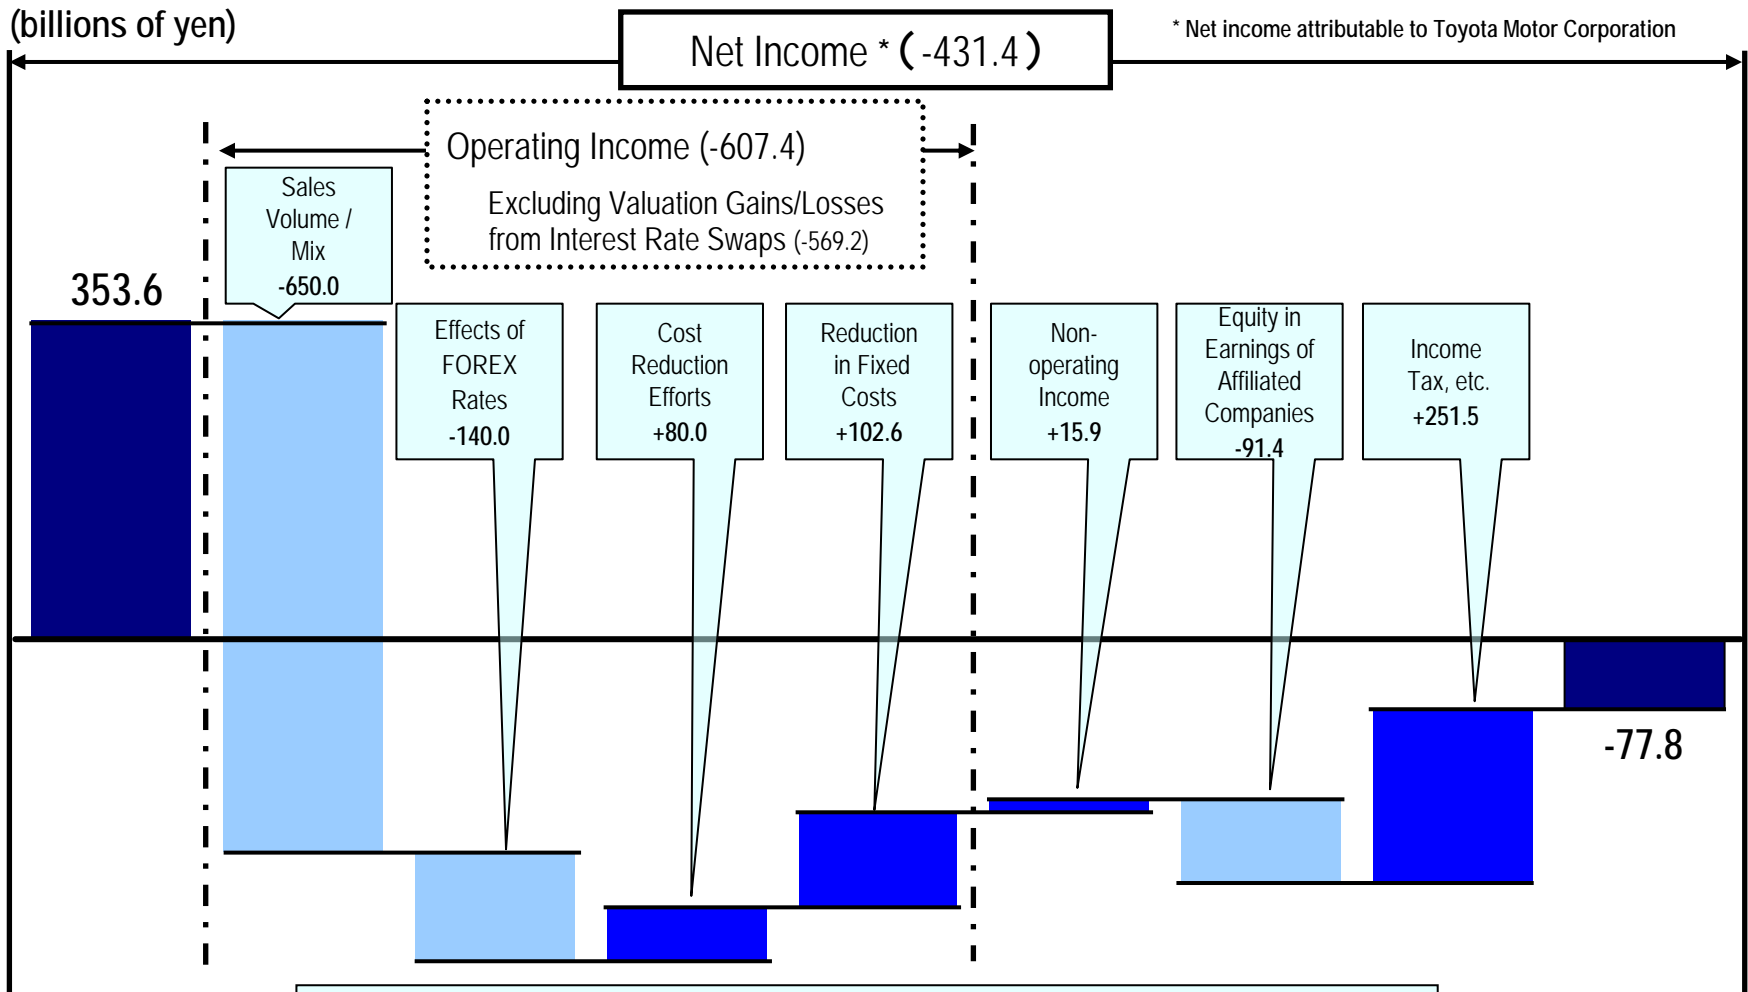 (billions of yen)
Net Income * ( -431.4 )
* Net income attributable to Toyota Motor Corporation
Operating Income (-607.4)
Excluding Valuation Gains/Losses
from Interest Rate Swaps (-569.2)
353.6
Sales
Volume /
Mix
-650.0
Effects of
FOREX
Rates
-140.0
Cost
Reduction
Efforts
+80.0
Reduction
in Fixed
Costs
+102.6
Non-
operating
Income
+15.9
Equity in
Earnings of
Affiliated
Companies
-91.4
Income
Tax, etc.
+251.5
-77.8